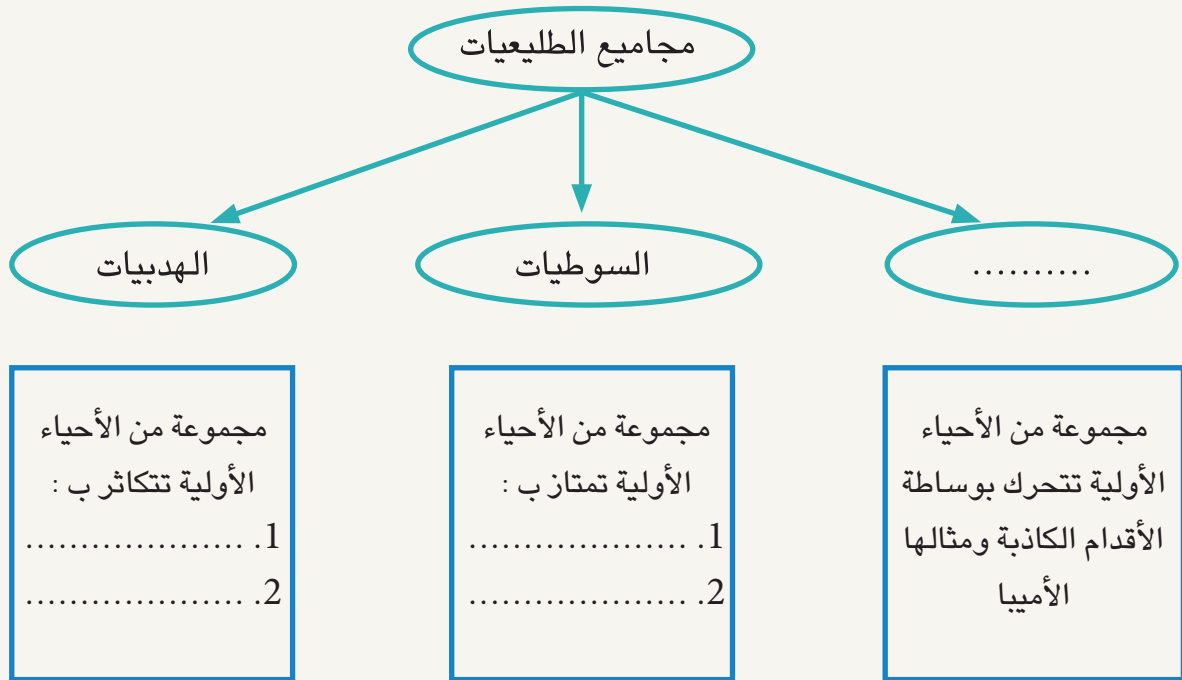 مجاميع الطليعيات
..........
السوطيات
الهدبيات
مجموعة من الأحياء
الأولية تتحرك بوساطة
الأقدام الكاذبة ومثالها
الأميبا
مجموعة من الأحياء
الأولية تمتاز ب :
1. .....................
2. .....................
مجموعة من الأحياء
الأولية تتكاثر ب :
1. .....................
2. .....................